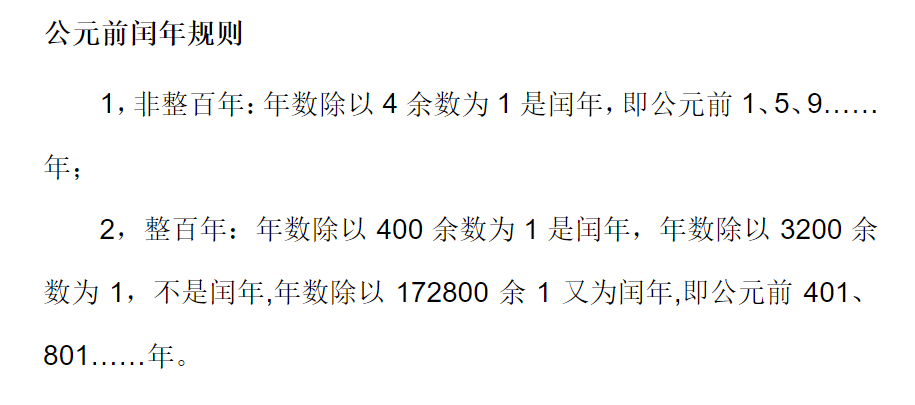 公元前闰年规则
1，非整百年：年数除以 4 余数为 1 是闰年，即公元前 1、5、9……
年；
2，整百年：年数除以 400 余数为 1 是闰年，年数除以 3200 余
数为 1，不是闰年,年数除以 172800 余 1 又为闰年,即公元前 401、
801……年。